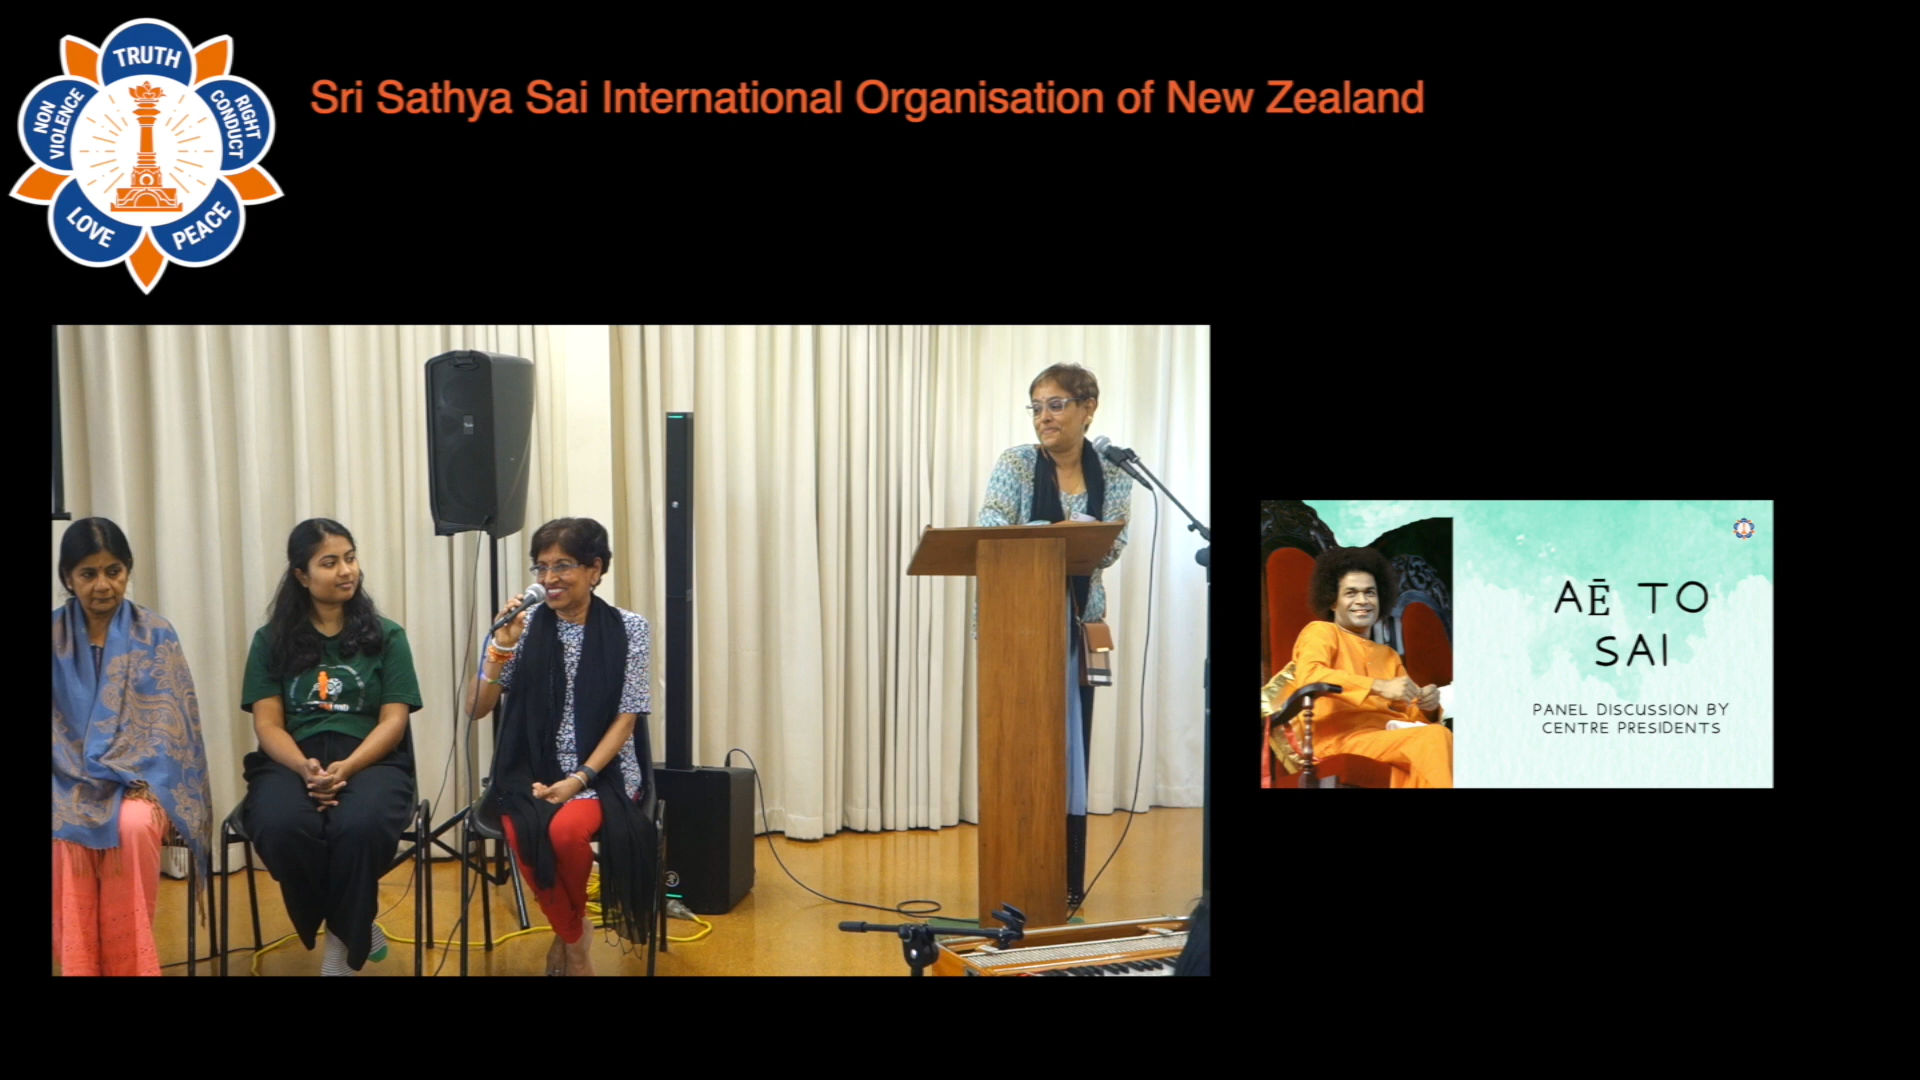 TRUTH
NON
VIOLENCE
RIGHT
CONDUCT
LOVE
PEACE
Sri Sathya Sai International Organisation of New Zealand
AĒ TO
SAI
PANEL DISCUSSION BY
CENTRE PRESIDENTS